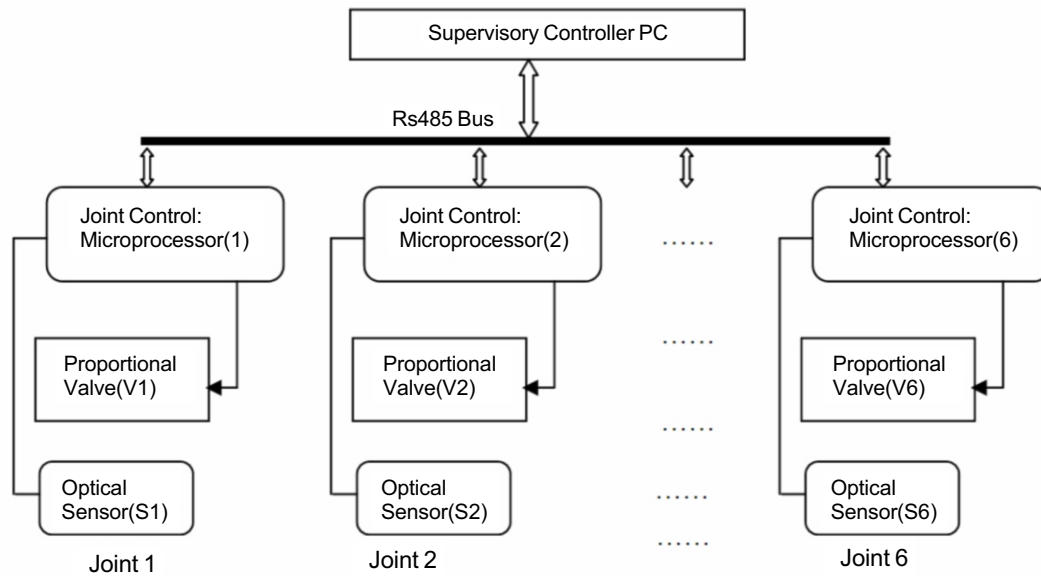 Supervisory Controller PC
Rs485 Bus
Joint Control:
Microprocessor(1)
Joint Control:
Microprocessor(2)
......
Joint Control:
Microprocessor(6)
Proportional
Valve(V1)
Proportional
Valve(V2)
......
Proportional
Valve(V6)
......
Optical
Sensor(S1)
Optical
Sensor(S2)
......
Optical
Sensor(S6)
Joint 1
Joint 2
......
Joint 6